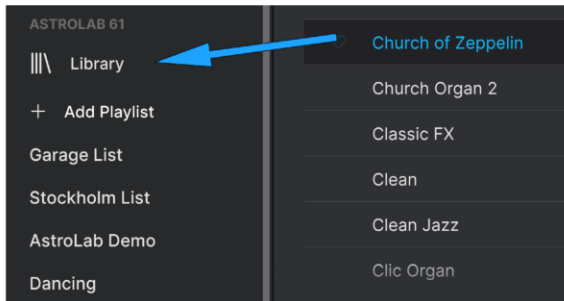 ASTROLAB 61
Library
+ Add Playlist
Garage List
Stockholm List
AstroLab Demo
Dancing
Church of Zeppelin
Church Organ 2
Classic FX
Clean
Clean Jazz
Clic Organ